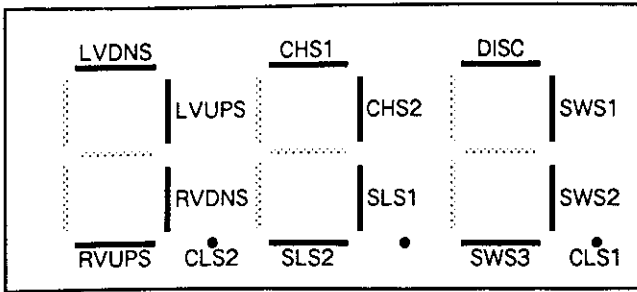 LVDNS CHS1 DISC
LVUPS CHS2 SWS1
RVDNS SLS1 SWS2
RVUPS CLS2 SLS2 SWS3 CLS1